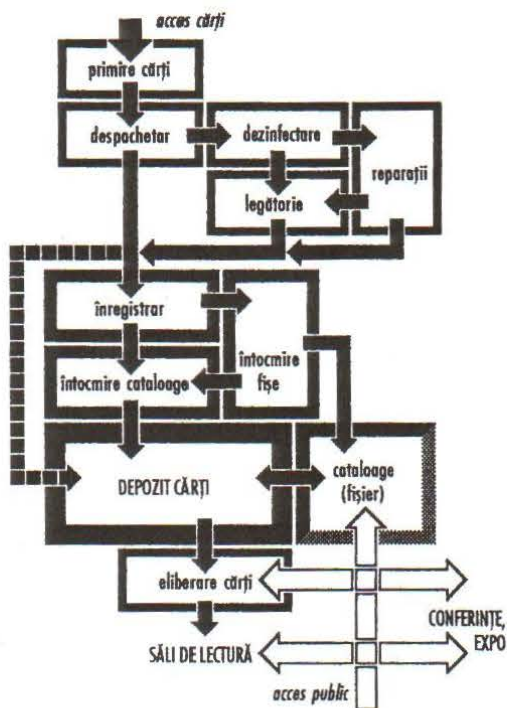 acces cărți
primire cărți
despachetar
dezinfectare
reparații
legătorie
înregistrar
întocmire
fișe
întocmire cataloage
DEPOZIT CĂRȚI
cataloage
(fișier)
eliberare cărți
CONFERINȚE,
EXPO
SĂLI DE LECTURĂ
acces public